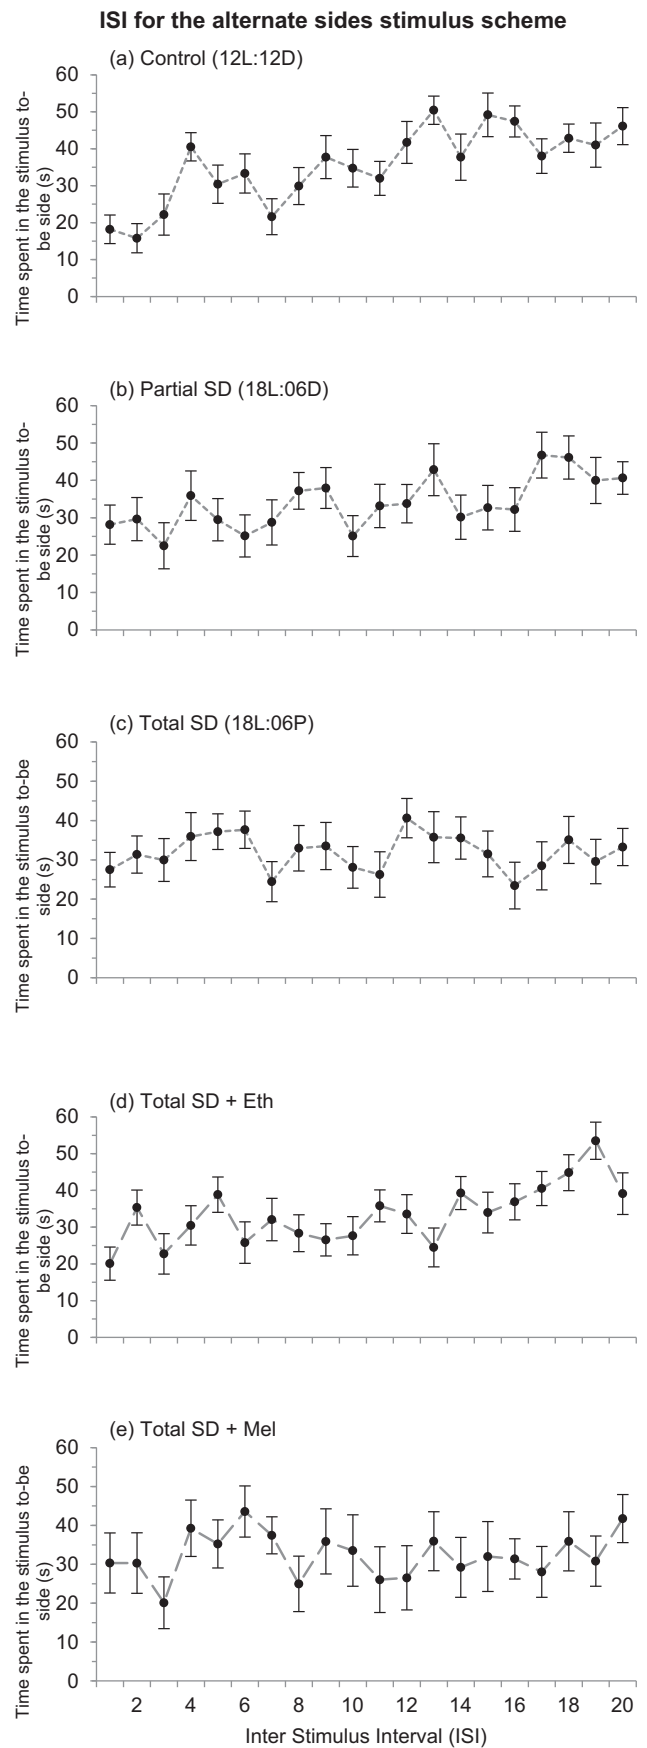 ISI for the alternate sides stimulus scheme
(a) Control (12L:12D)
Time spent in the stimulus to-
be side (s)
60
50
40
30
20
10
0
(b) Partial SD (18L:06D)
Time spent in the stimulus to-
be side (s)
60
50
40
30
20
10
0
(c) Total SD (18L:06P)
Time spent in the stimulus to-be
side (s)
60
50
40
30
20
10
0
(d) Total SD + Eth
Time spent in the stimulus to-
be side (s)
60
50
40
30
20
10
0
(e) Total SD + Mel
Time spent in the stimulus to-be
side (s)
60
50
40
30
20
10
0
2 4 6 8 10 12 14 16 18 20
Inter Stimulus Interval (ISI)